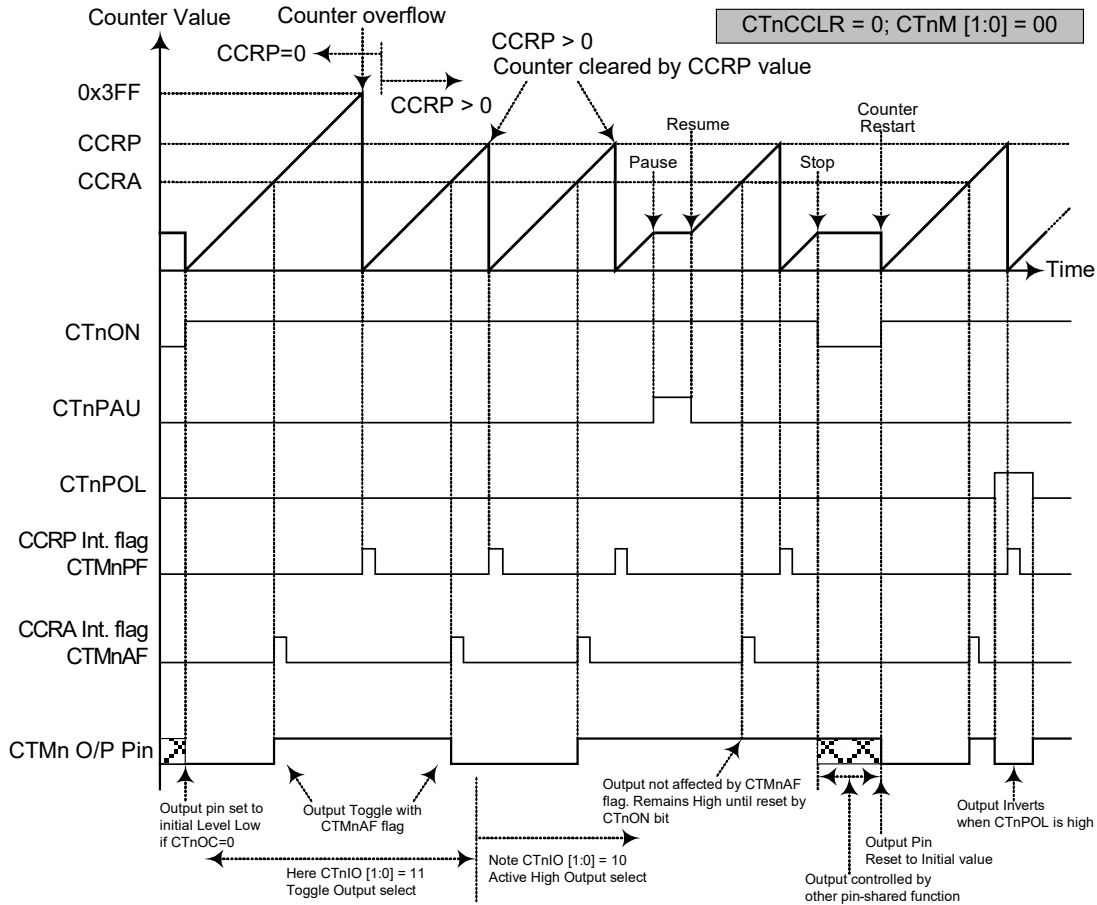 Counter Value
Counter overflow
CTnCCLR = 0; CTnM [1:0] = 00
CCRP=0
CCRP > 0
CCRP > 0
Counter cleared by CCRP value
0x3FF
CCRP
CCRA
Pause
Resume
Stop
Counter
Restart
Time
CTnON
CTnPAU
CTnPOL
CCRP Int. flag
CTMnPF
CCRA Int. flag
CTMnAF
CTMn O/P Pin
Output pin set to
initial Level Low
if CTnOC=0
Output Toggle with
CTMnAF flag
Output not affected by CTMnAF
flag. Remains High until reset by
CTnON bit
Output Inverts
when CTnPOL is high
Here CTnIO [1:0] = 11
Toggle Output select
Note CTnIO [1:0] = 10
Active High Output select
Output Pin
Reset to Initial value
Output controlled by
other pin-shared function